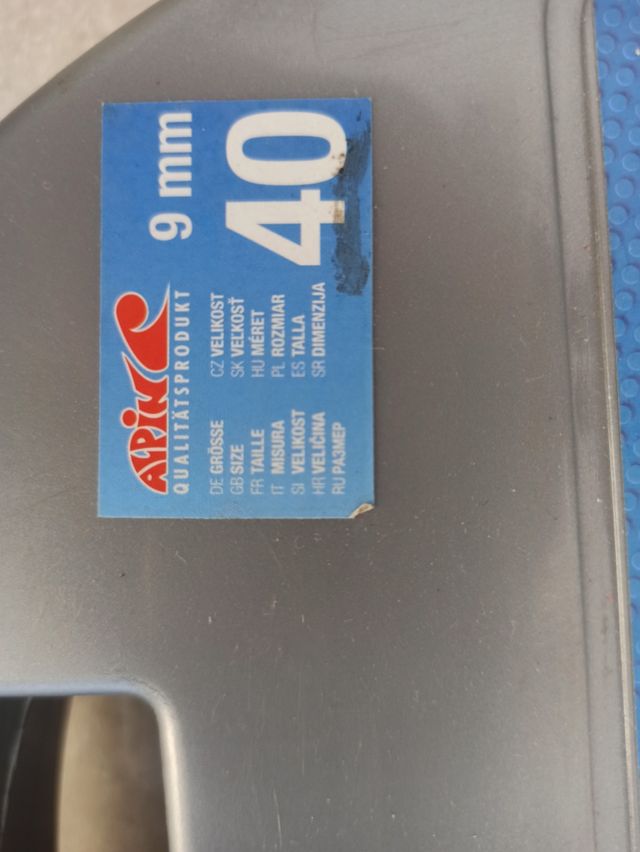 ALPIN
QUALITÄTSPRODUKT
9 mm
DE GRÖSSE
GB SIZE
FR TAILLE
IT MISURA
SI VELIKOST
HR VELIČINA
RU РАЗМЕР
CZ VELIKOST
SK VELKOSŤ
HU MÉRET
PL ROZMIAR
ES TALLA
SR DIMENZIJA
40